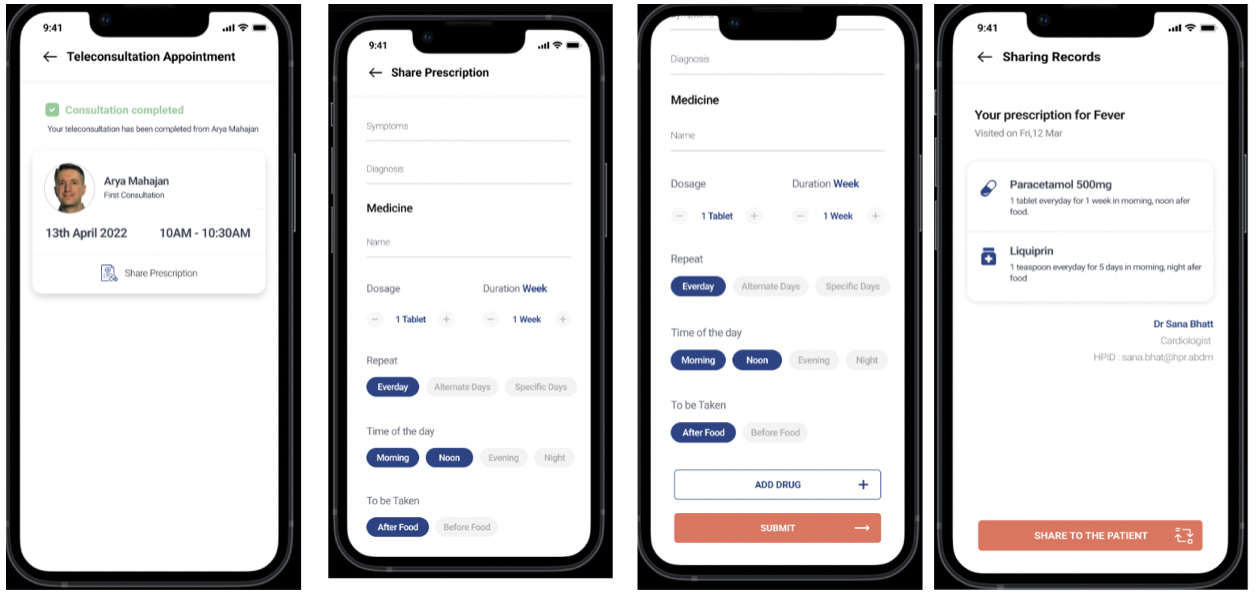 9:41
Teleconsultation Appointment
Consultation completed
Your teleconsultation has been completed from Arya Mahajan
Arya Mahajan
First Consultation
13th April 2022 10AM - 10:30AM
Share Prescription
9:41
Share Prescription
Symptoms
Diagnosis
Medicine
Name
Dosage Duration Week
− 1 Tablet + − 1 Week +
Repeat
Everday Alternate Days Specific Days
Time of the day
Morning Noon Evening Night
To be Taken
After Food Before Food
Symptoms
Diagnosis
Medicine
Name
Dosage Duration Week
− 1 Tablet + − 1 Week +
Repeat
Everday Alternate Days Specific Days
Time of the day
Morning Noon Evening Night
To be Taken
After Food Before Food
ADD DRUG +
SUBMIT
9:41
Sharing Records
Your prescription for Fever
Visited on Fri,12 Mar
Paracetamol 500mg
1 tablet everyday for 1 week in morning, noon afer
food.
Liquiprin
1 teaspoon everyday for 5 days in morning, night afer
food
Dr Sana Bhatt
Cardiologist
HPID : sana.bhat@hpr.abdm
SHARE TO THE PATIENT